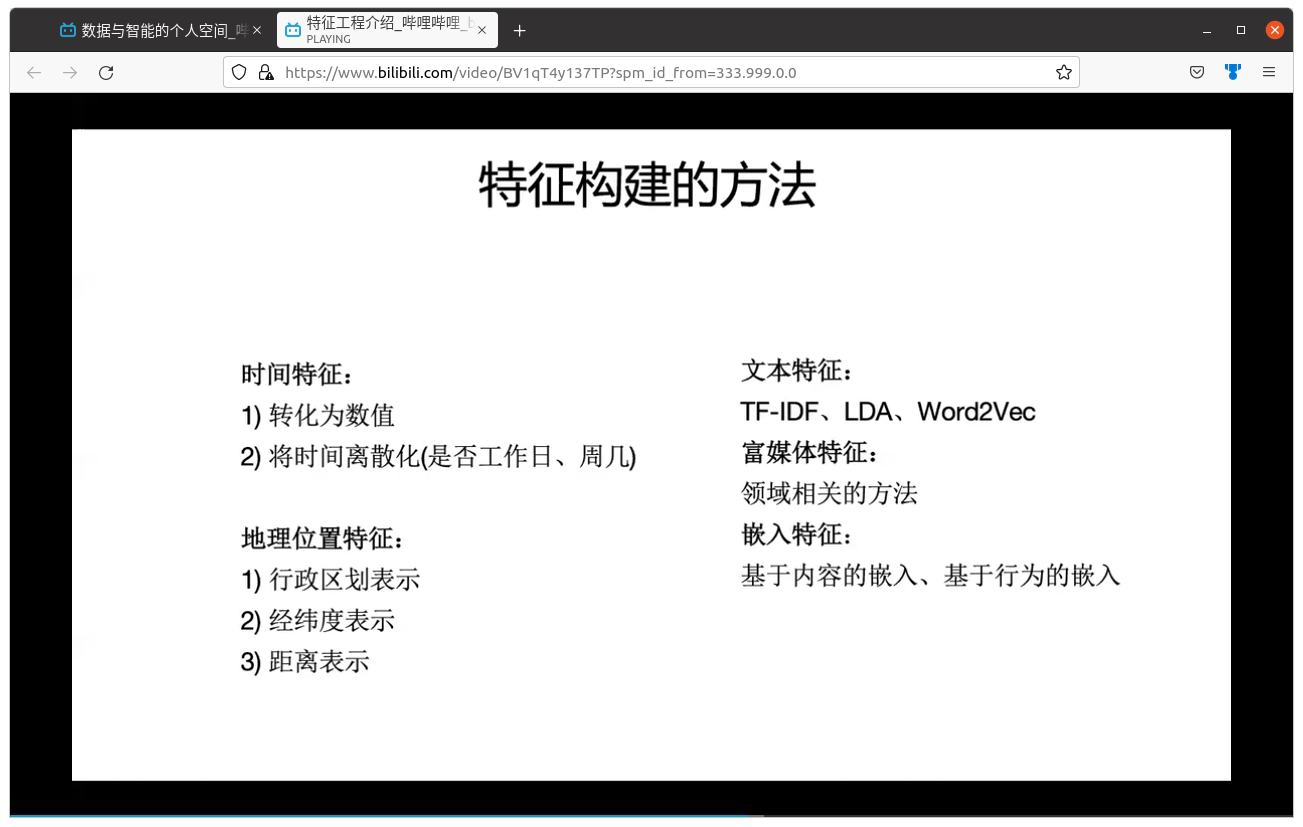 数据与智能的个人空间_哔
特征工程介绍_哔哩哔哩_b
PLAYING
https://www.bilibili.com/video/BV1qT4y137TP?spm_id_from=333.999.0.0
特征构建的方法
时间特征：
1) 转化为数值
2) 将时间离散化(是否工作日、周几)
地理位置特征：
1) 行政区划表示
2) 经纬度表示
3) 距离表示
文本特征：
TF-IDF、LDA、Word2Vec
富媒体特征：
领域相关的方法
嵌入特征：
基于内容的嵌入、基于行为的嵌入